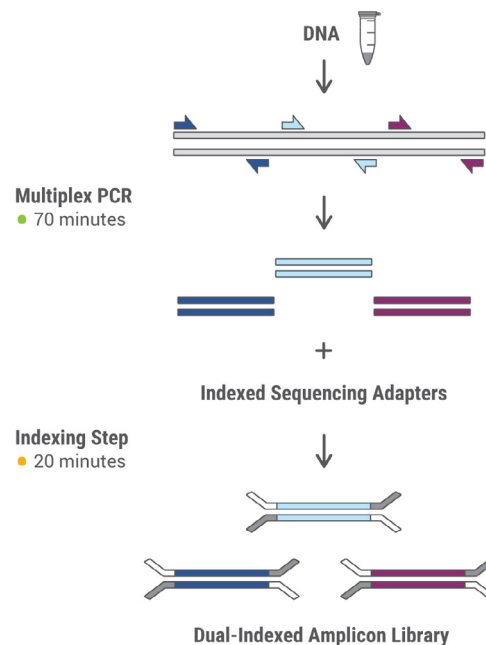 DNA
Multiplex PCR
70 minutes
+
Indexed Sequencing Adapters
Indexing Step
20 minutes
Dual-Indexed Amplicon Library